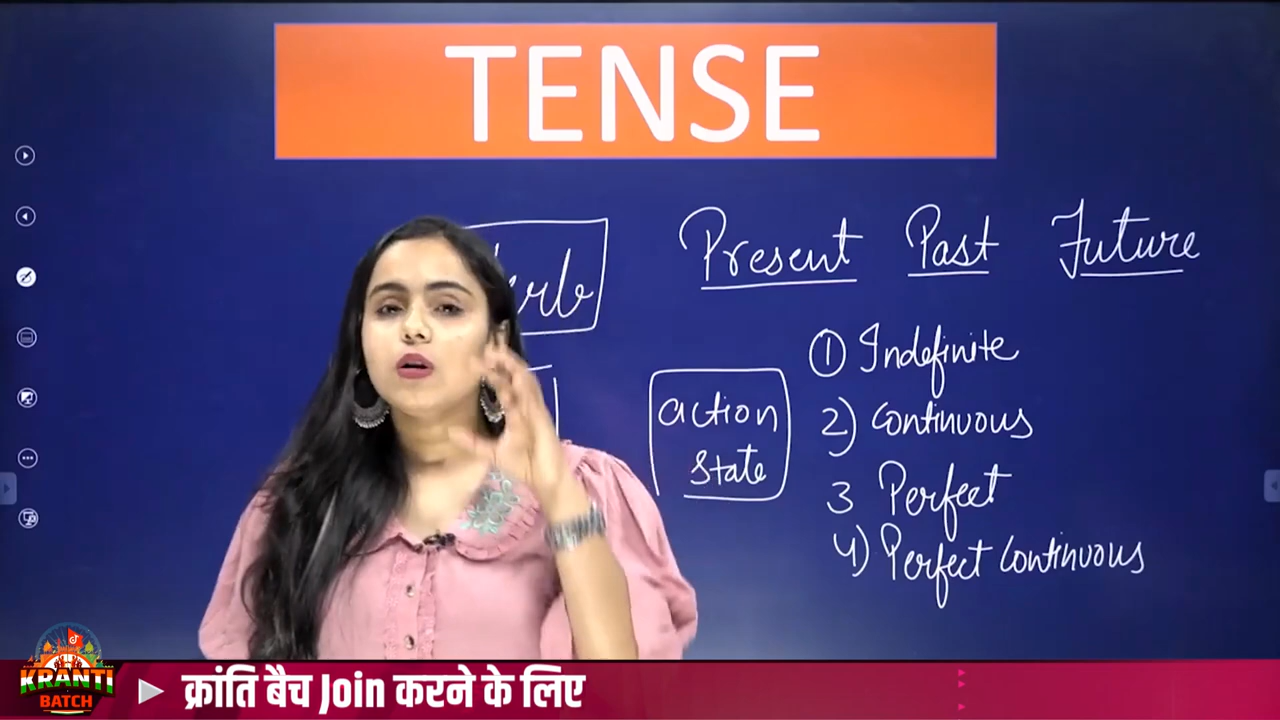 TENSE
Present Past Future
① Indefinite
action
2) Continuous
state
3 Perfect
4) Perfect Continuous
KRANTI
BATCH
क्रांति बैच Join करने के लिए